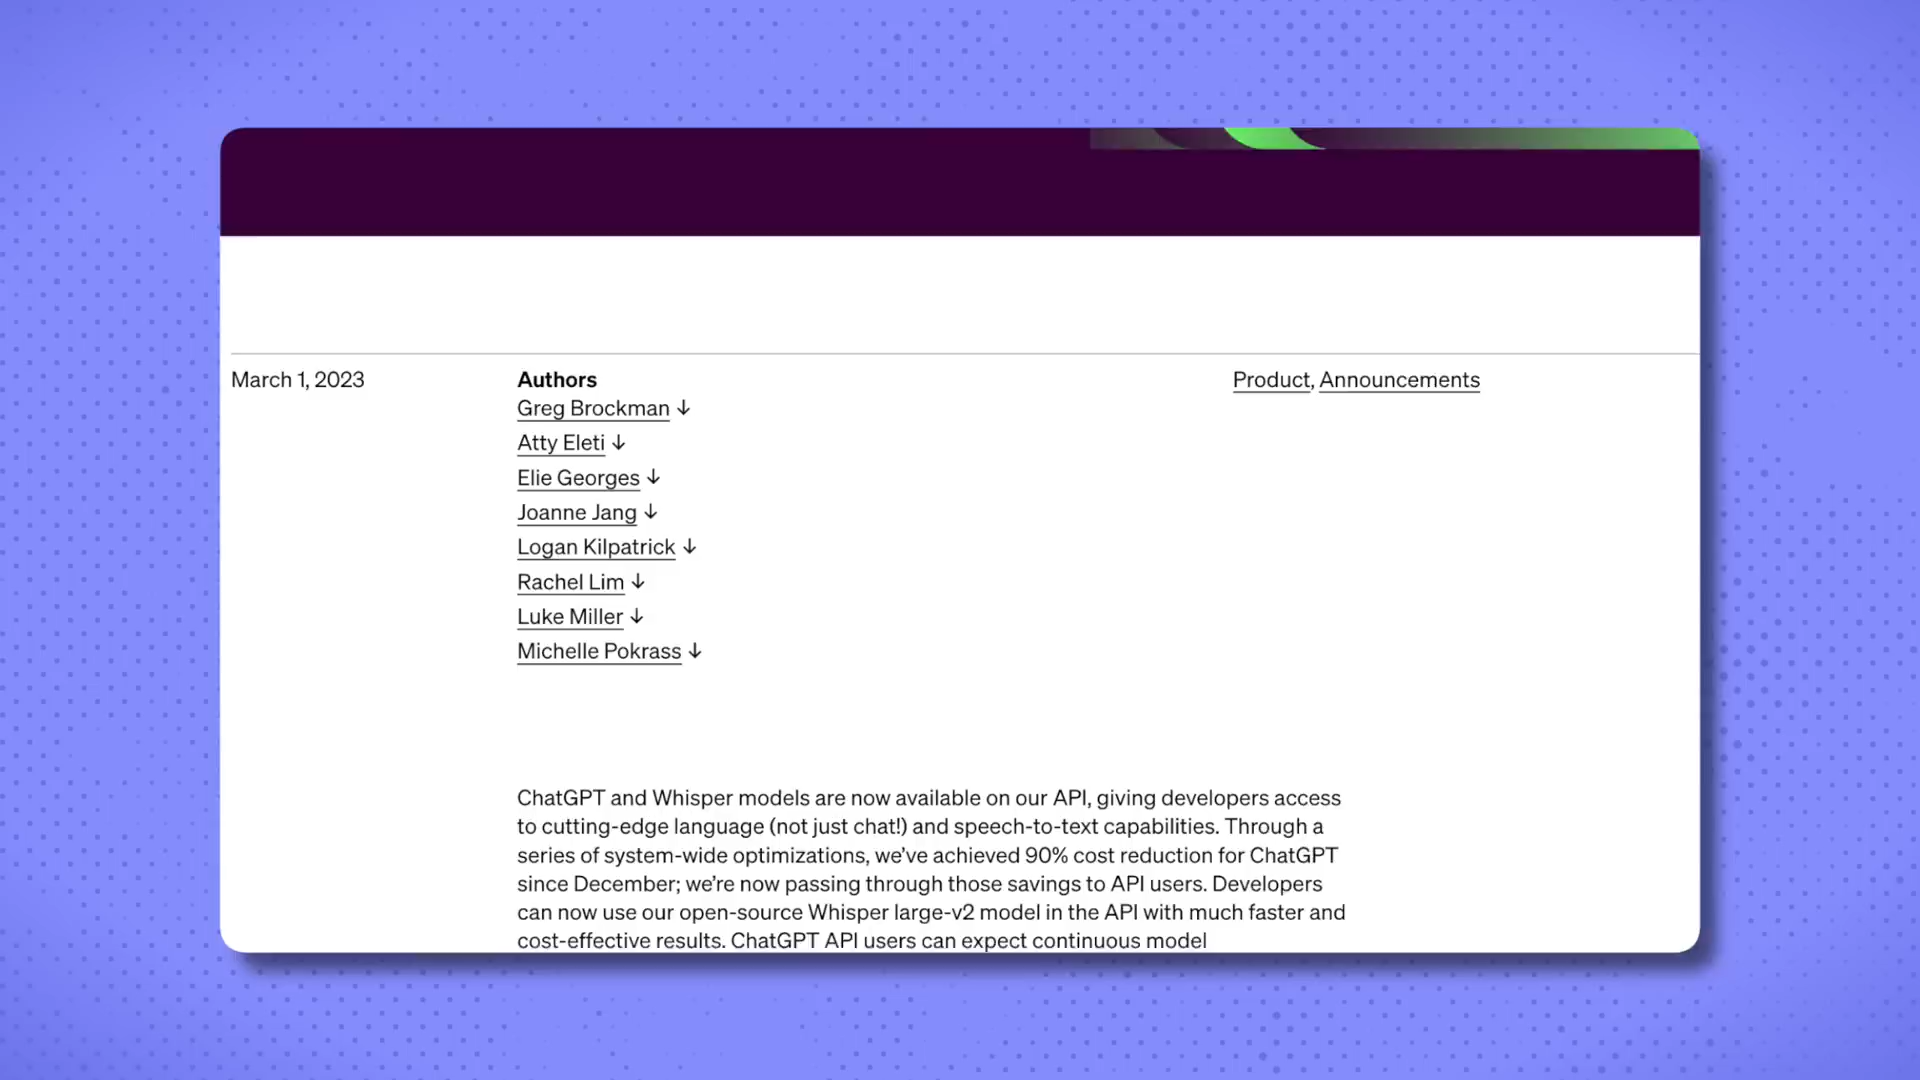 March 1, 2023
Authors
Greg Brockman ↓
Atty Eleti ↓
Elie Georges ↓
Joanne Jang ↓
Logan Kilpatrick ↓
Rachel Lim ↓
Luke Miller ↓
Michelle Pokrass ↓
Product, Announcements
ChatGPT and Whisper models are now available on our API, giving developers access
to cutting-edge language (not just chat!) and speech-to-text capabilities. Through a
series of system-wide optimizations, we’ve achieved 90% cost reduction for ChatGPT
since December; we’re now passing through those savings to API users. Developers
can now use our open-source Whisper large-v2 model in the API with much faster and
cost-effective results. ChatGPT API users can expect continuous model